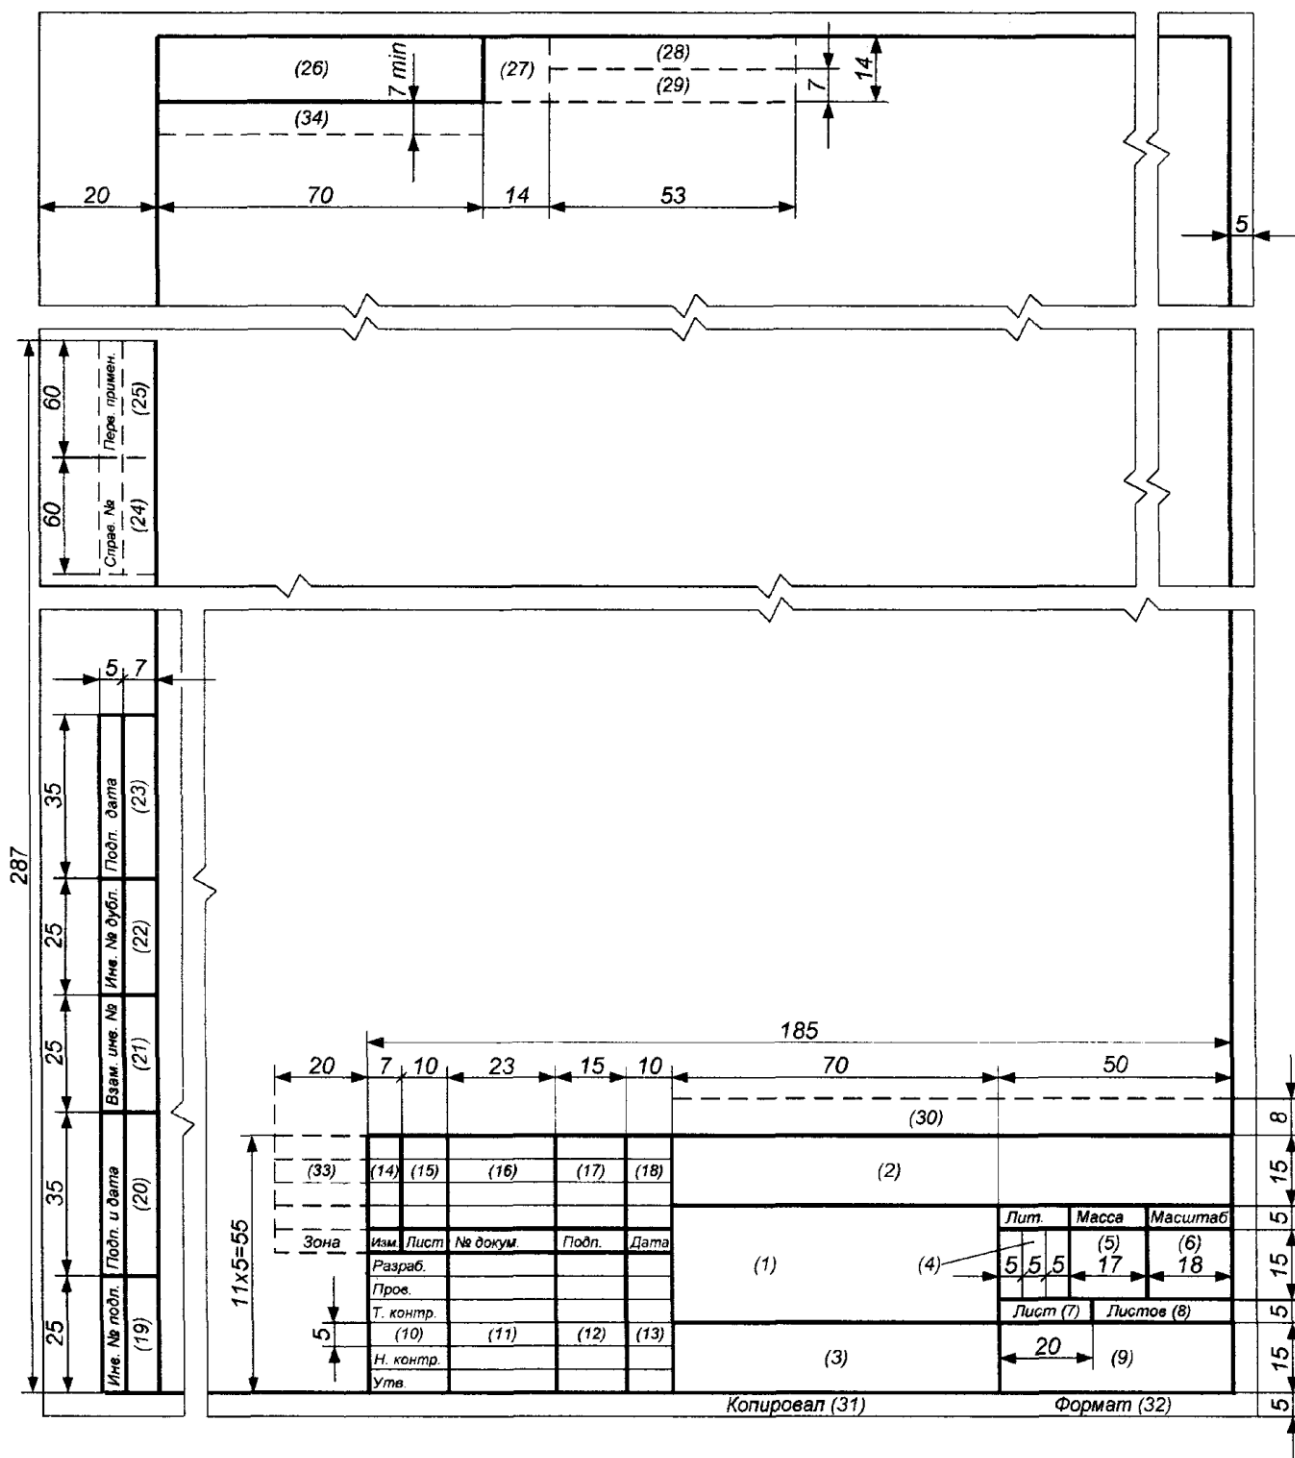 (26)
7 min
(27)
(28)
(29)
7
14
(34)
20
70
14
53
5
287
60
Перв. примен.
(25)
60
Справ. №
(24)
5
7
35
Подп. дата
(23)
25
Инв. № дубл.
(22)
25
Взам. инв. №
(21)
35
Подп. и дата
(20)
25
Инв. № подп.
(19)
185
20
7
10
23
15
10
70
50
(30)
8
(33)
(14)
(15)
(16)
(17)
(18)
(2)
15
Лит.
Масса
Масштаб
5
Зона
Изм.
Лист
№ докум.
Подп.
Дата
(1)
(4)
(5)
(6)
5
5
5
17
18
15
11х5=55
Разраб.
Пров.
Т. контр.
Лист (7)
Листов (8)
5
5
(10)
(11)
(12)
(13)
(3)
20
(9)
15
Н. контр.
Утв.
Копировал (31)
Формат (32)
5